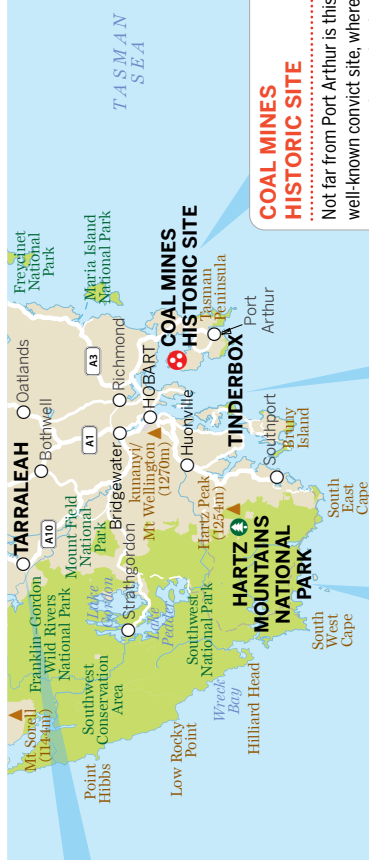 TASMAN
SEA
Freycinet
National
Park
Maria Island
National Park
Oatlands
A3
Richmond
HOBART
COAL MINES
HISTORIC SITE
Tasman
Peninsula
Port
Arthur
TARRALEAH
Bothwell
A1
Bridgewater
kunanyi/
Mt Wellington
(1270m)
Huonville
TINDERBOX
A10
Mount Field
National
Park
Hartz Peak
(1254m)
Southport
Bruny
Island
Franklin–Gordon
Wild Rivers
National Park
Lake
Gordon
Strathgordon
Lake
Pedder
Southwest
National Park
HARTZ
MOUNTAINS
NATIONAL
PARK
South
East
Cape
Mt Sorell
(1144m)
Southwest
Conservation
Area
Point
Hibbs
Low Rocky
Point
Wreck
Bay
Hilliard Head
South
West
Cape
COAL MINES
HISTORIC SITE
Not far from Port Arthur is this
well-known convict site, where